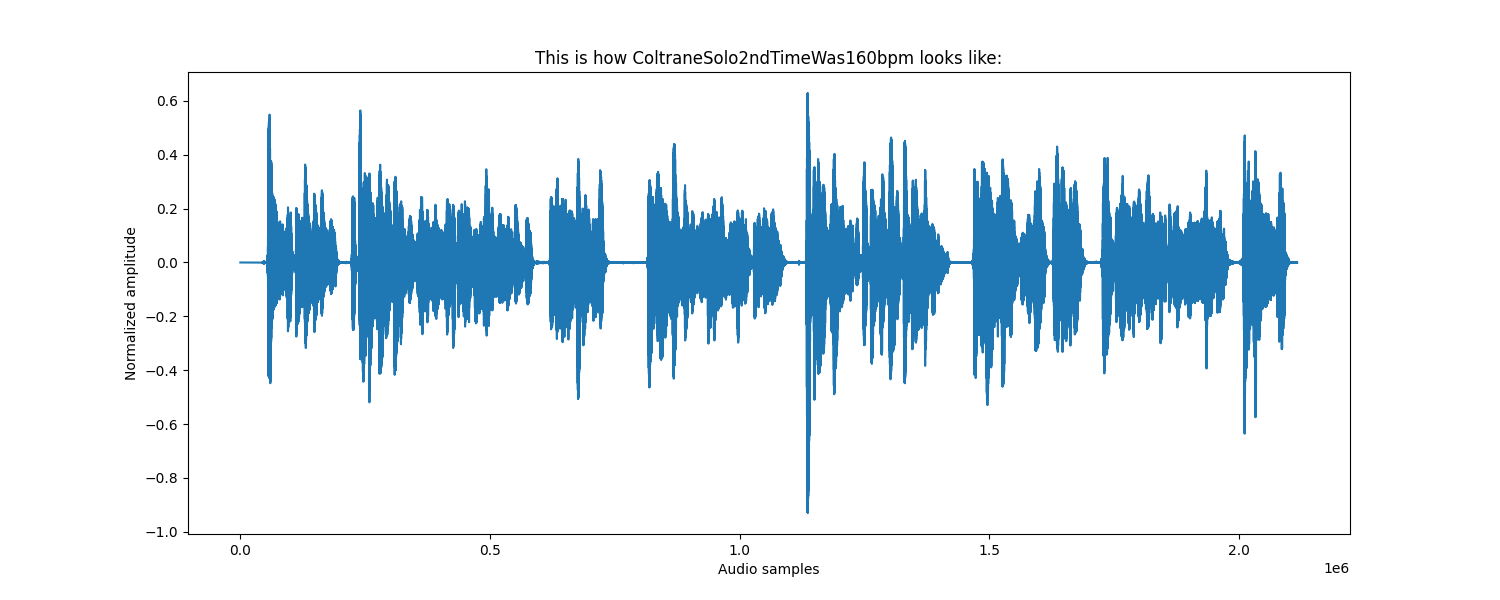 This is how ColtraneSolo2ndTimeWas160bpm looks like:
Normalized amplitude
0.6
0.4
0.2
0.0
−0.2
−0.4
−0.6
−0.8
−1.0
0.0 0.5 1.0 1.5 2.0
1e6
Audio samples